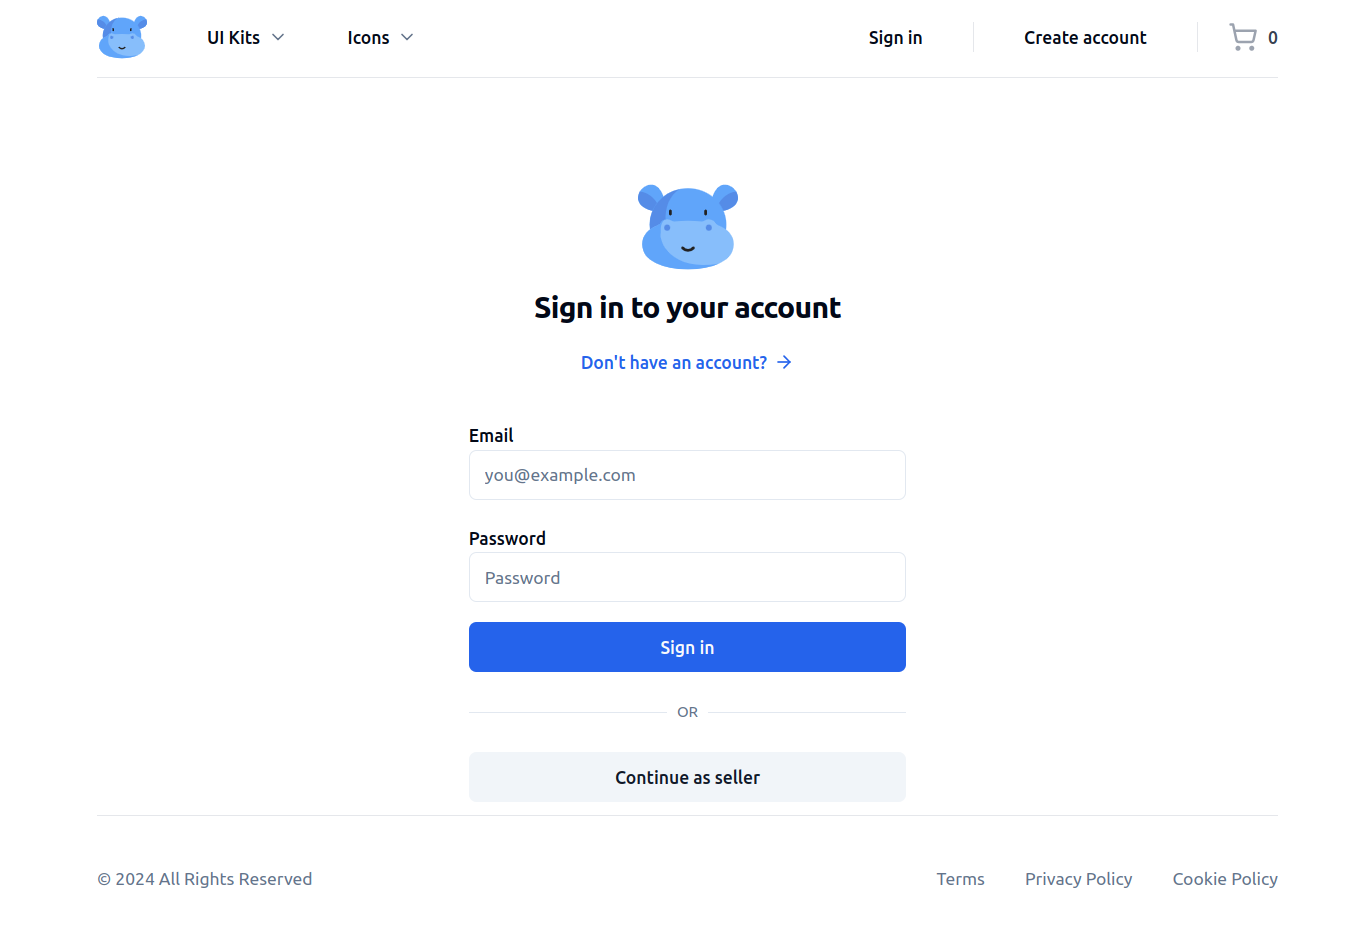 UI Kits
Icons
Sign in
Create account
0
Sign in to your account
Don't have an account?
Email
you@example.com
Password
Password
Sign in
OR
Continue as seller
© 2024 All Rights Reserved
Terms
Privacy Policy
Cookie Policy